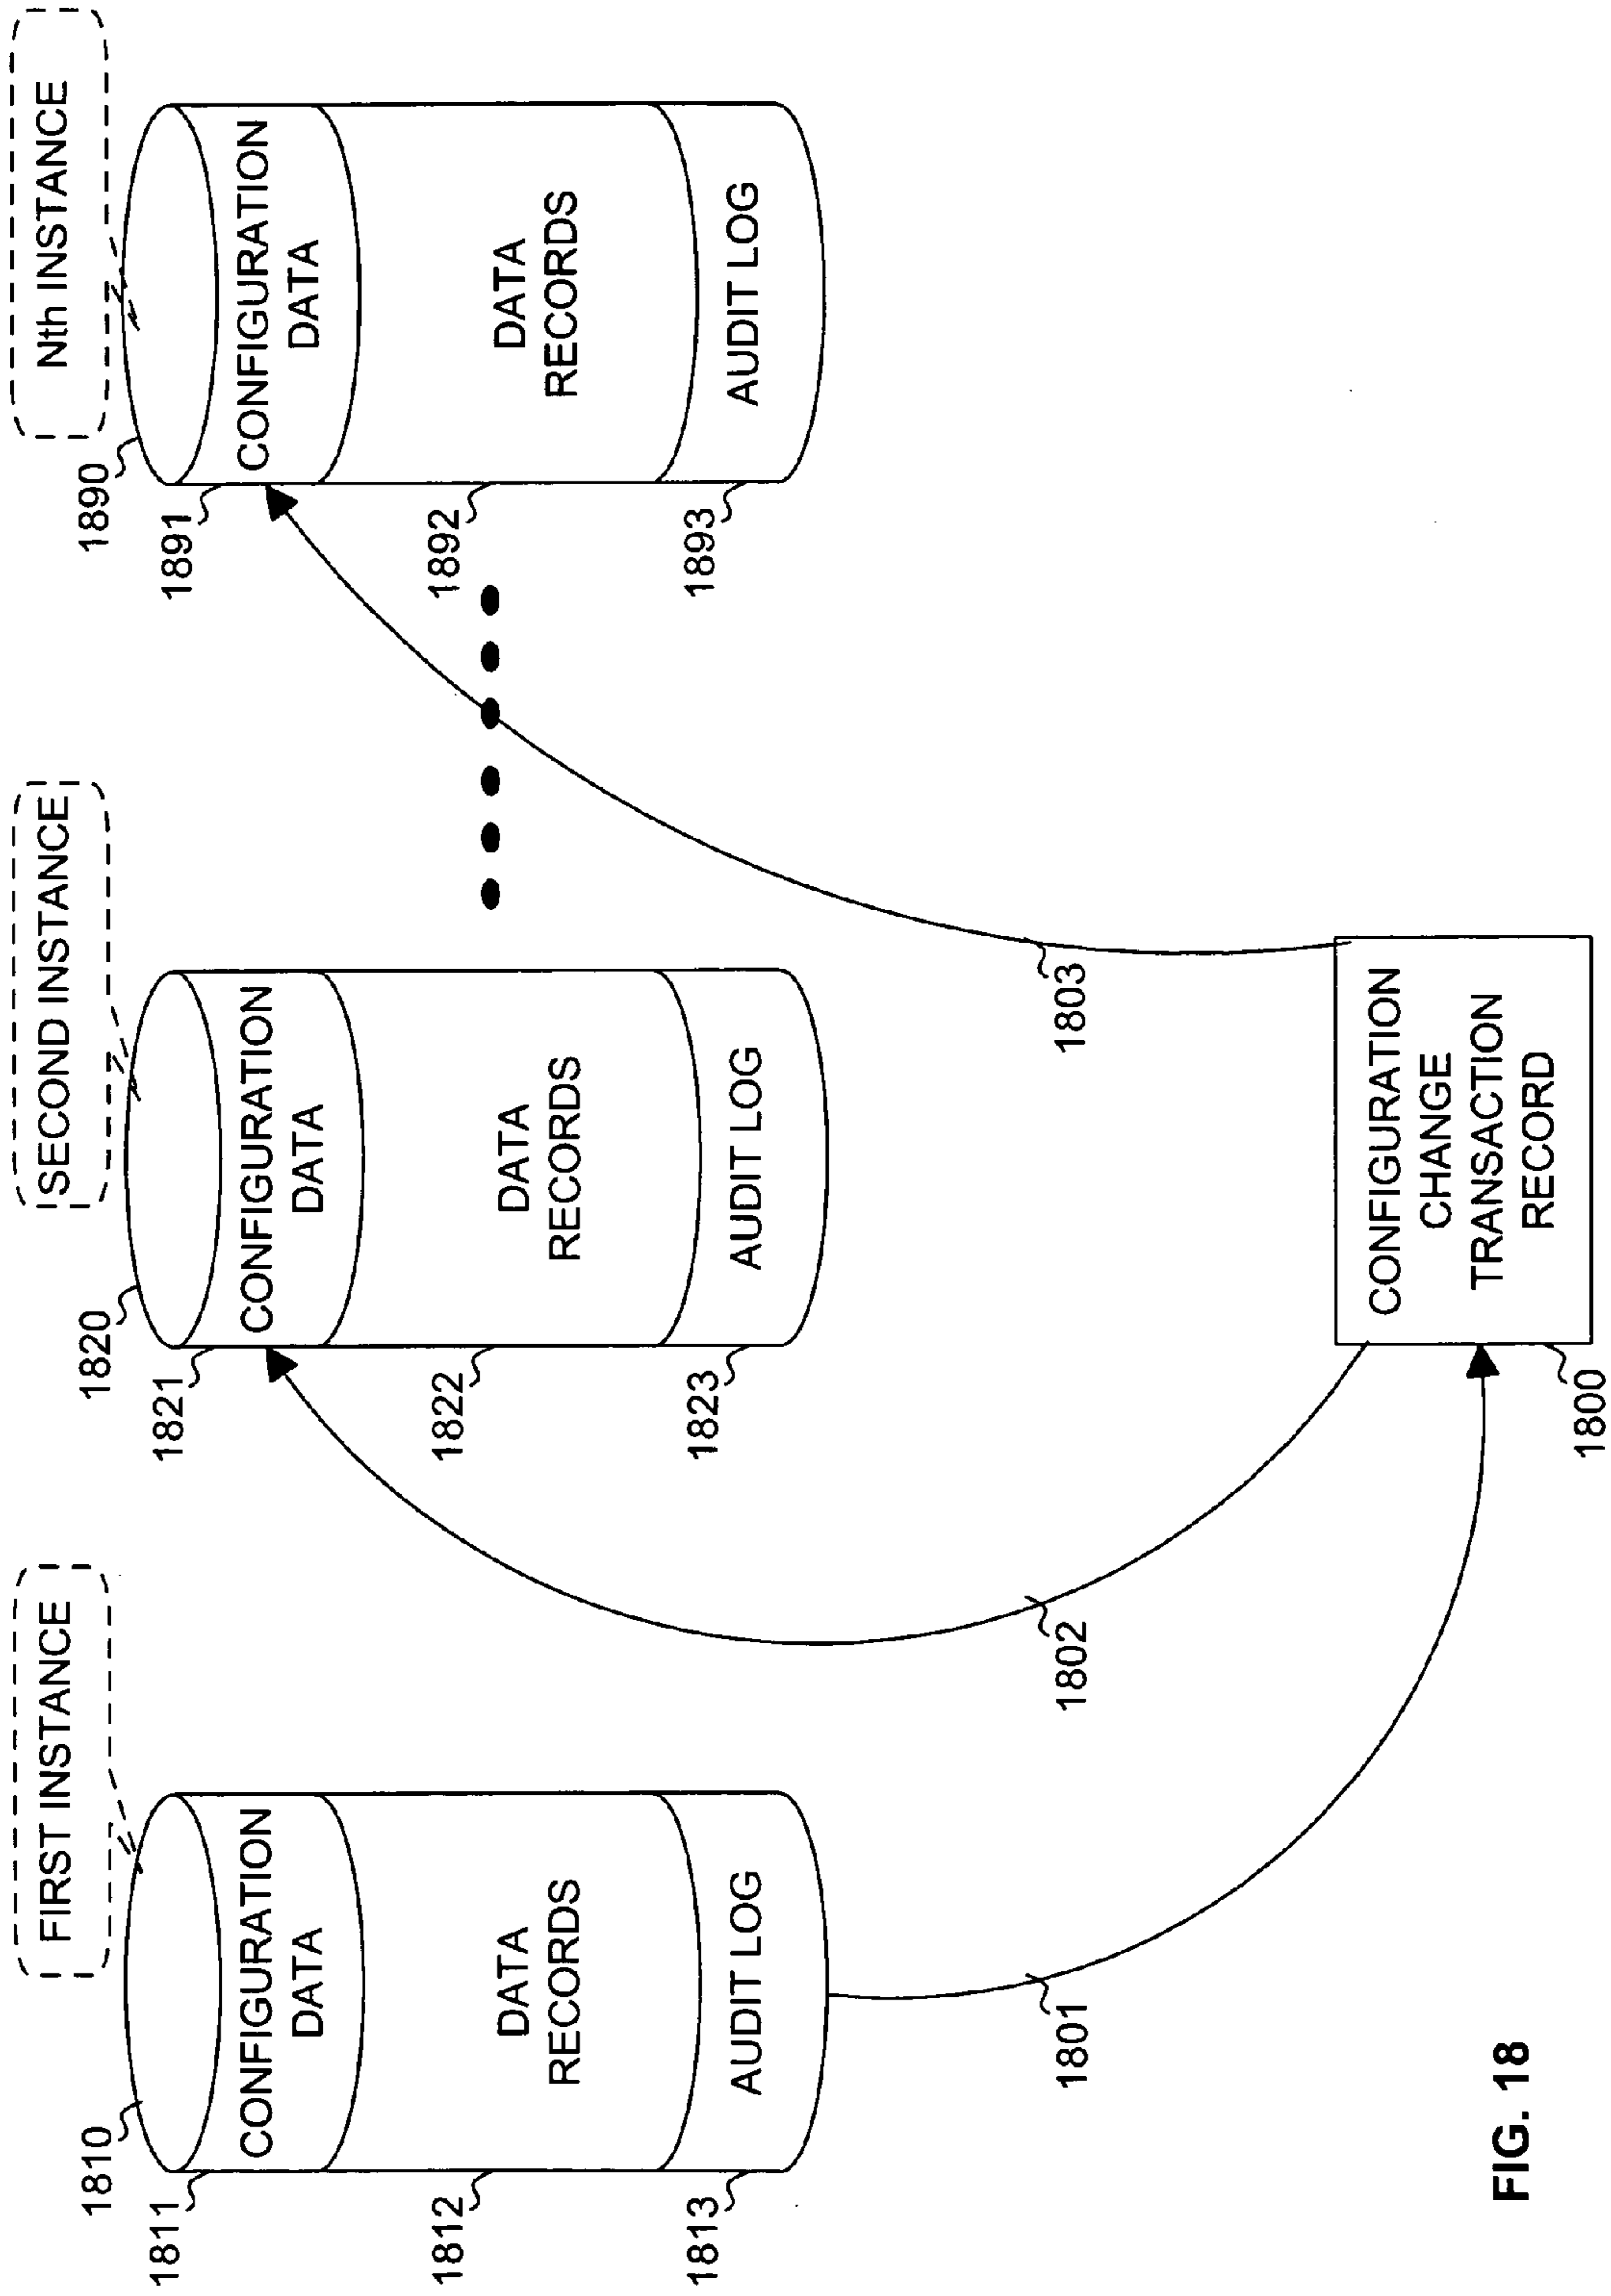 FIRST INSTANCE
SECOND INSTANCE
Nth INSTANCE
1810
1811
CONFIGURATION
DATA
1812
DATA
RECORDS
1813
AUDIT LOG
1820
1821
CONFIGURATION
DATA
1822
DATA
RECORDS
1823
AUDIT LOG
1890
1891
CONFIGURATION
DATA
1892
DATA
RECORDS
1893
AUDIT LOG
1801
1802
1803
CONFIGURATION
CHANGE
TRANSACTION
RECORD
1800
FIG. 18